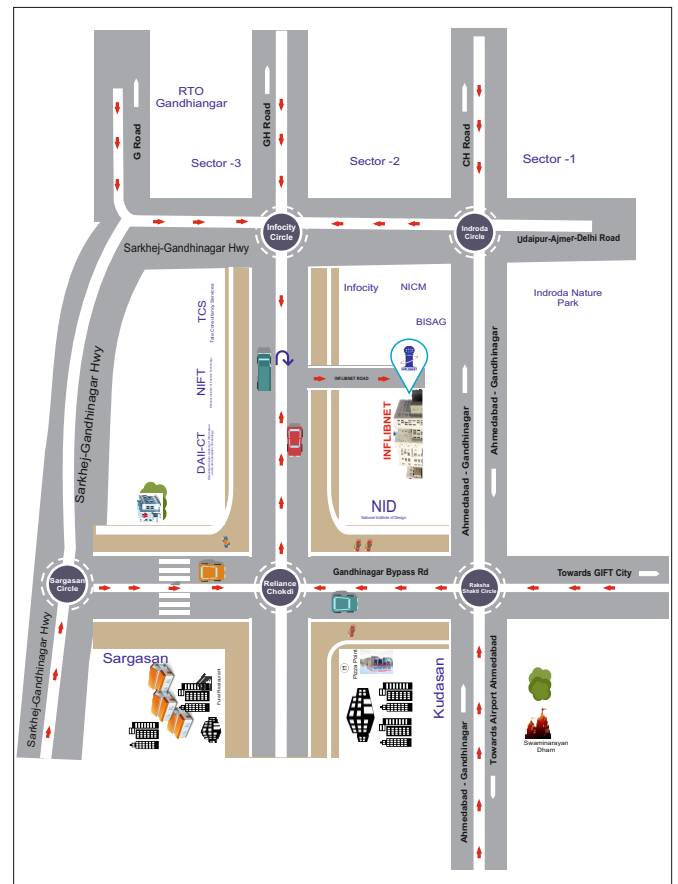 RTO
Gandhiangar
G Road
GH Road
CH Road
Sector -3
Sector -2
Sector -1
Infocity
Circle
Indroda
Circle
Udaipur-Ajmer-Delhi Road
Sarkhej-Gandhinagar Hwy
Infocity
NICM
BISAG
Indroda Nature
Park
TCS
Tata Consultancy Services
NIFT
DAII-CT
Sarkhej-Gandhinagar Hwy
INFLIBNET ROAD
INFLIBNET
Ahmedabad - Gandhinagar
Ahmedabad - Gandhinagar
NID
National Institute of Design
Sargasan
Circle
Reliance
Chokdi
Gandhinagar Bypass Rd
Raksha
Shakti Circle
Towards GIFT City
Sarkhej-Gandhinagar Hwy
Sargasan
Pizza Point
Kudasan
Ahmedabad - Gandhinagar
Towards Airport Ahmedabad
Swaminarayan
Dham